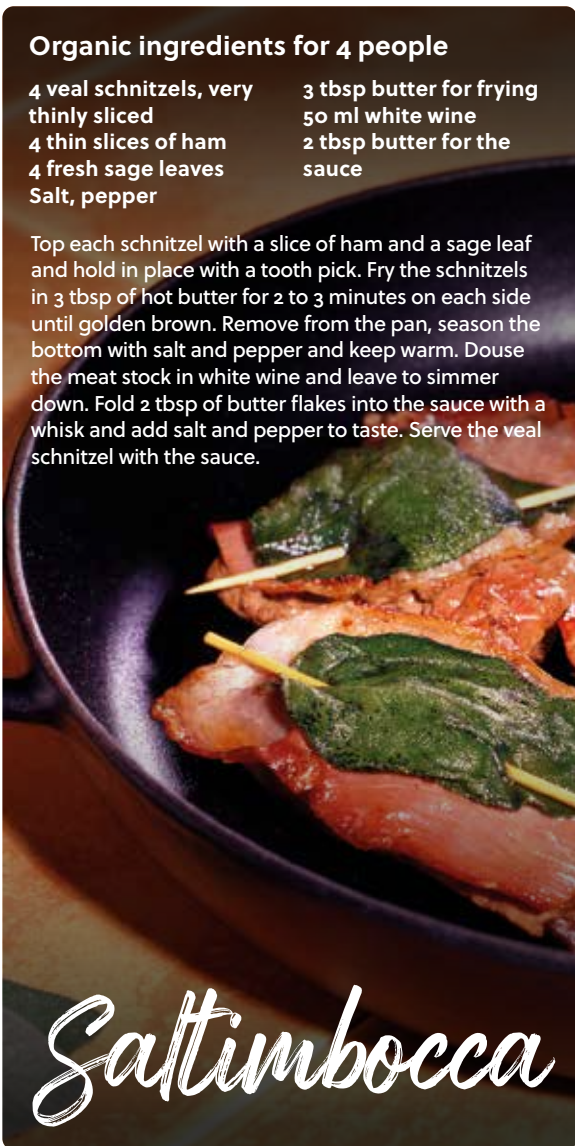 Organic ingredients for 4 people
4 veal schnitzels, very
thinly sliced
4 thin slices of ham
4 fresh sage leaves
Salt, pepper
3 tbsp butter for frying
50 ml white wine
2 tbsp butter for the
sauce
Top each schnitzel with a slice of ham and a sage leaf
and hold in place with a tooth pick. Fry the schnitzels
in 3 tbsp of hot butter for 2 to 3 minutes on each side
until golden brown. Remove from the pan, season the
bottom with salt and pepper and keep warm. Douse
the meat stock in white wine and leave to simmer
down. Fold 2 tbsp of butter flakes into the sauce with a
whisk and add salt and pepper to taste. Serve the veal
schnitzel with the sauce.
Saltimbocca